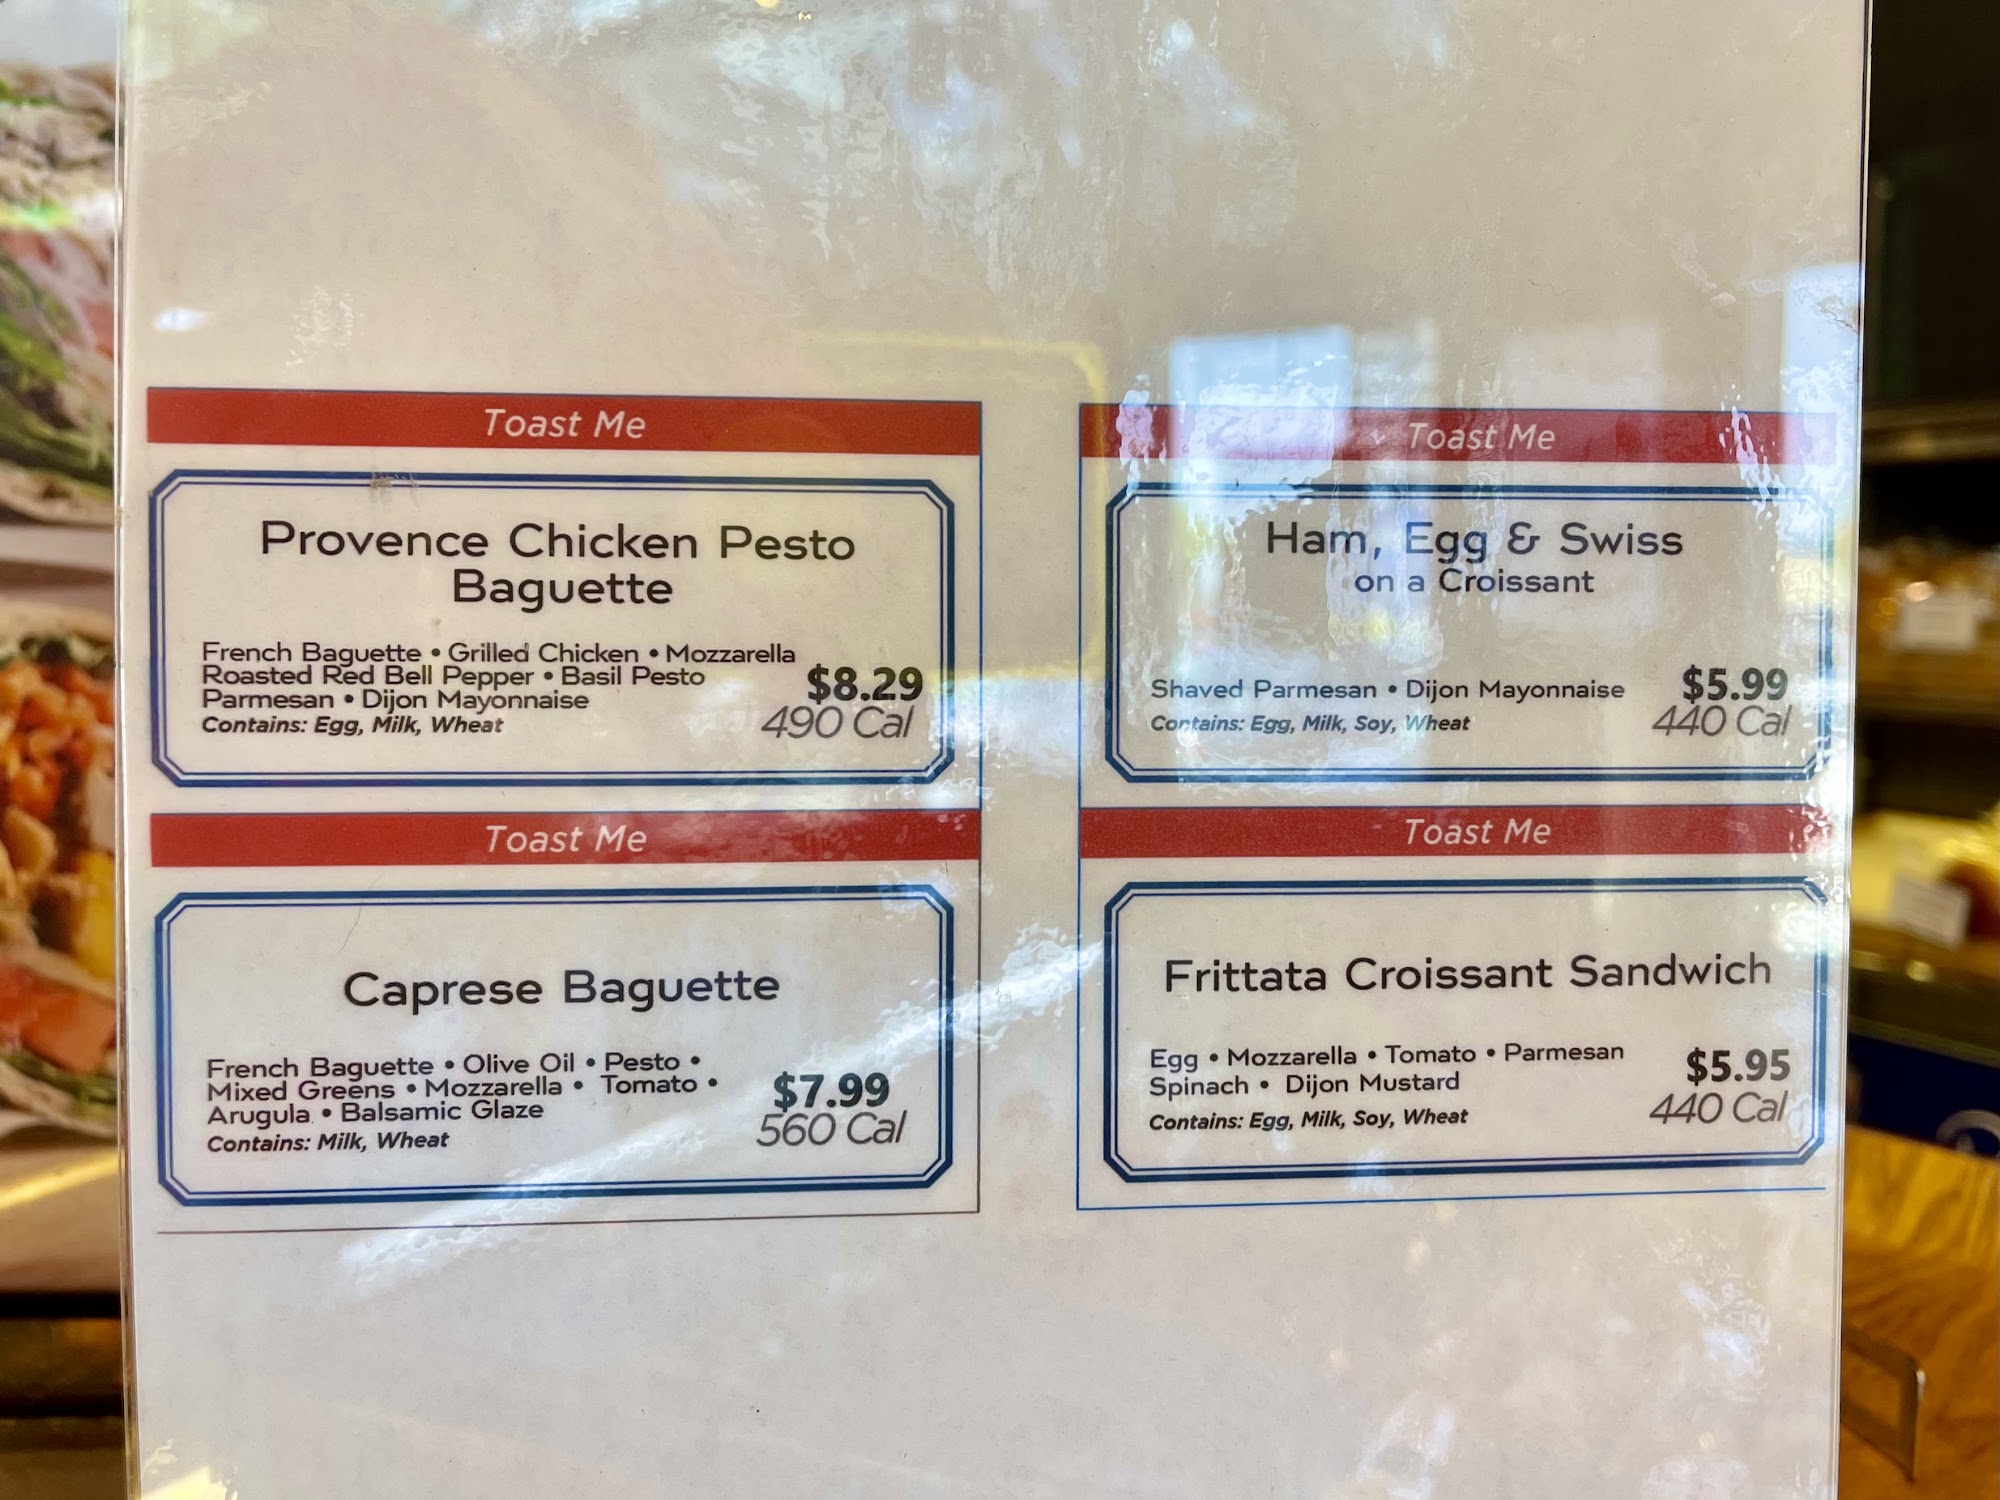 Toast Me
Provence Chicken Pesto
Baguette
French Baguette • Grilled Chicken • Mozzarella
Roasted Red Bell Pepper • Basil Pesto
Parmesan • Dijon Mayonnaise
Contains: Egg, Milk, Wheat
$8.29
490 Cal
Toast Me
Ham, Egg & Swiss
on a Croissant
Shaved Parmesan • Dijon Mayonnaise
Contains: Egg, Milk, Soy, Wheat
$5.99
440 Cal
Toast Me
Caprese Baguette
French Baguette • Olive Oil • Pesto •
Mixed Greens • Mozzarella • Tomato •
Arugula • Balsamic Glaze
Contains: Milk, Wheat
$7.99
560 Cal
Toast Me
Frittata Croissant Sandwich
Egg • Mozzarella • Tomato • Parmesan
Spinach • Dijon Mustard
Contains: Egg, Milk, Soy, Wheat
$5.95
440 Cal